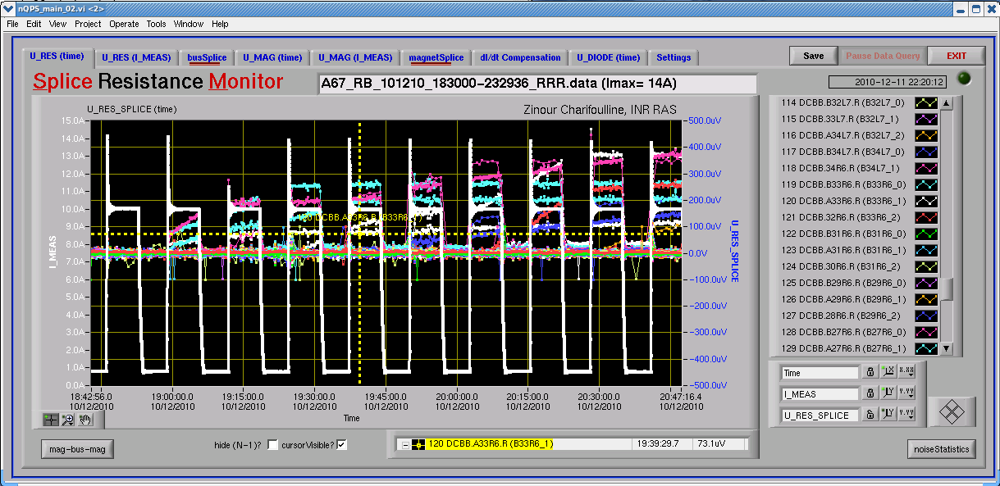 nQPS_main_02.vi <2>
File Edit View Project Operate Tools Window Help
U_RES (time) U_RES (I_MEAS) busSplice U_MAG (time) U_MAG (I_MEAS) magnetSplice dI/dt Compensation U_DIODE (time) Settings Save Pause Data Query EXIT
Splice Resistance Monitor A67_RB_101210_183000-232936_RRR.data (Imax= 14A) 2010-12-11 22:20:12
U_RES_SPLICE (time) Zinour Charifoulline, INR RAS
15.0A 500.0uV
14.0A 400.0uV
13.0A 300.0uV
12.0A 200.0uV
11.0A 100.0uV
10.0A 0.0V
9.0A -100.0uV
8.0A -200.0uV
7.0A -300.0uV
6.0A -400.0uV
5.0A -500.0uV
4.0A
3.0A
2.0A
1.0A
0.0A
I_MEAS
U_RES_SPLICE
18:42:56.0 19:00:00.0 19:15:00.0 19:30:00.0 19:45:00.0 20:00:00.0 20:15:00.0 20:30:00.0 20:47:16.4
10/12/2010 10/12/2010 10/12/2010 10/12/2010 10/12/2010 10/12/2010 10/12/2010 10/12/2010 10/12/2010
Time
114 DCBB.B32L7.R (B32L7_0)
115 DCBB.33L7.R (B32L7_1)
116 DCBB.A34L7.R (B32L7_2)
117 DCBB.B34L7.R (B34L7_0)
118 DCBB.34R6.R (B34L7_1)
119 DCBB.B33R6.R (B33R6_0)
120 DCBB.A33R6.R (B33R6_1)
121 DCBB.32R6.R (B33R6_2)
122 DCBB.B31R6.R (B31R6_0)
123 DCBB.A31R6.R (B31R6_1)
124 DCBB.30R6.R (B31R6_2)
125 DCBB.B29R6.R (B29R6_0)
126 DCBB.A29R6.R (B29R6_1)
127 DCBB.28R6.R (B29R6_2)
128 DCBB.B27R6.R (B27R6_0)
129 DCBB.A27R6.R (B27R6_1)
Time
I_MEAS
U_RES_SPLICE
mag-bus-mag hide (N-1)? cursorVisible? 120 DCBB.A33R6.R (B33R6_1) 19:39:29.7 73.1uV noiseStatistics